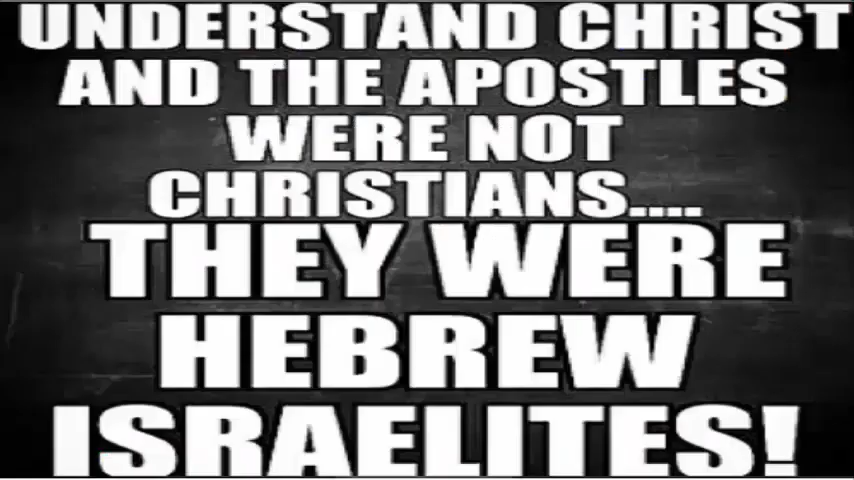 UNDERSTAND CHRIST
AND THE APOSTLES
WERE NOT
CHRISTIANS....
THEY WERE
HEBREW
ISRAELITES!